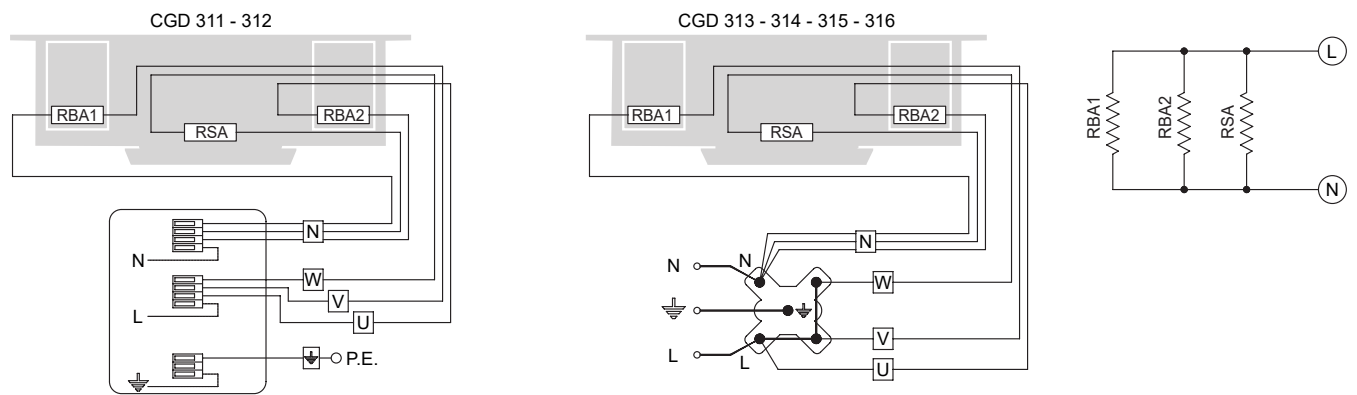 CGD 311 - 312
RBA1
RSA
RBA2
N
N
W
V
L
U
P.E.
CGD 313 - 314 - 315 - 316
RBA1
RSA
RBA2
N
N
N
W
V
L
L
U
RBA1
RBA2
RSA
L
N